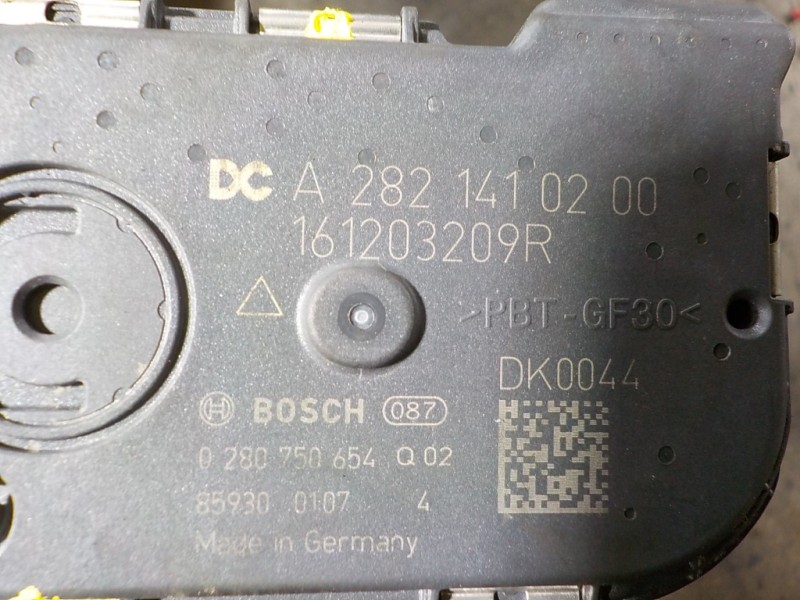 DC A 282 141 02 00
161203209R
>PBT-GF30<
DK0044
BOSCH 087
0 280 750 654 Q 02
85930 0107 4
Made in Germany